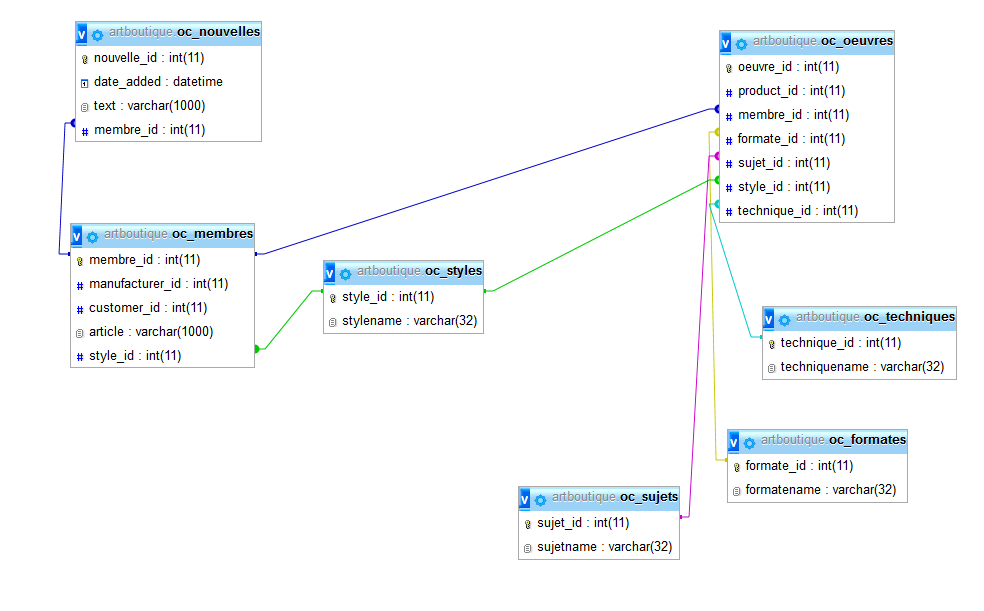 v artboutique.oc_nouvelles
nouvelle_id : int(11)
date_added : datetime
text : varchar(1000)
# membre_id : int(11)
v artboutique.oc_oeuvres
oeuvre_id : int(11)
# product_id : int(11)
# membre_id : int(11)
# formate_id : int(11)
# sujet_id : int(11)
# style_id : int(11)
# technique_id : int(11)
v artboutique.oc_membres
membre_id : int(11)
# manufacturer_id : int(11)
# customer_id : int(11)
article : varchar(1000)
# style_id : int(11)
v artboutique.oc_styles
style_id : int(11)
stylename : varchar(32)
v artboutique.oc_techniques
technique_id : int(11)
techniquename : varchar(32)
v artboutique.oc_formates
formate_id : int(11)
formatename : varchar(32)
v artboutique.oc_sujets
sujet_id : int(11)
sujetname : varchar(32)